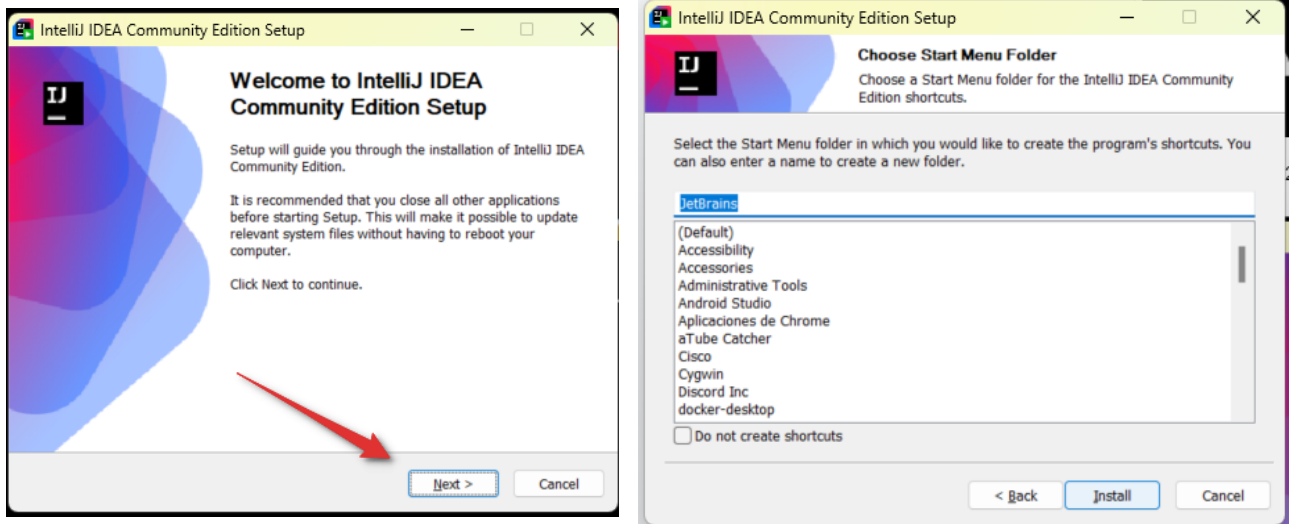 IntelliJ IDEA Community Edition Setup
IJ
Welcome to IntelliJ IDEA
Community Edition Setup
Setup will guide you through the installation of IntelliJ IDEA
Community Edition.
It is recommended that you close all other applications
before starting Setup. This will make it possible to update
relevant system files without having to reboot your
computer.
Click Next to continue.
Next >
Cancel
IntelliJ IDEA Community Edition Setup
IJ
Choose Start Menu Folder
Choose a Start Menu folder for the IntelliJ IDEA Community
Edition shortcuts.
Select the Start Menu folder in which you would like to create the program's shortcuts. You
can also enter a name to create a new folder.
JetBrains
(Default)
Accessibility
Accessories
Administrative Tools
Android Studio
Aplicaciones de Chrome
aTube Catcher
Cisco
Cygwin
Discord Inc
docker-desktop
Do not create shortcuts
< Back
Install
Cancel